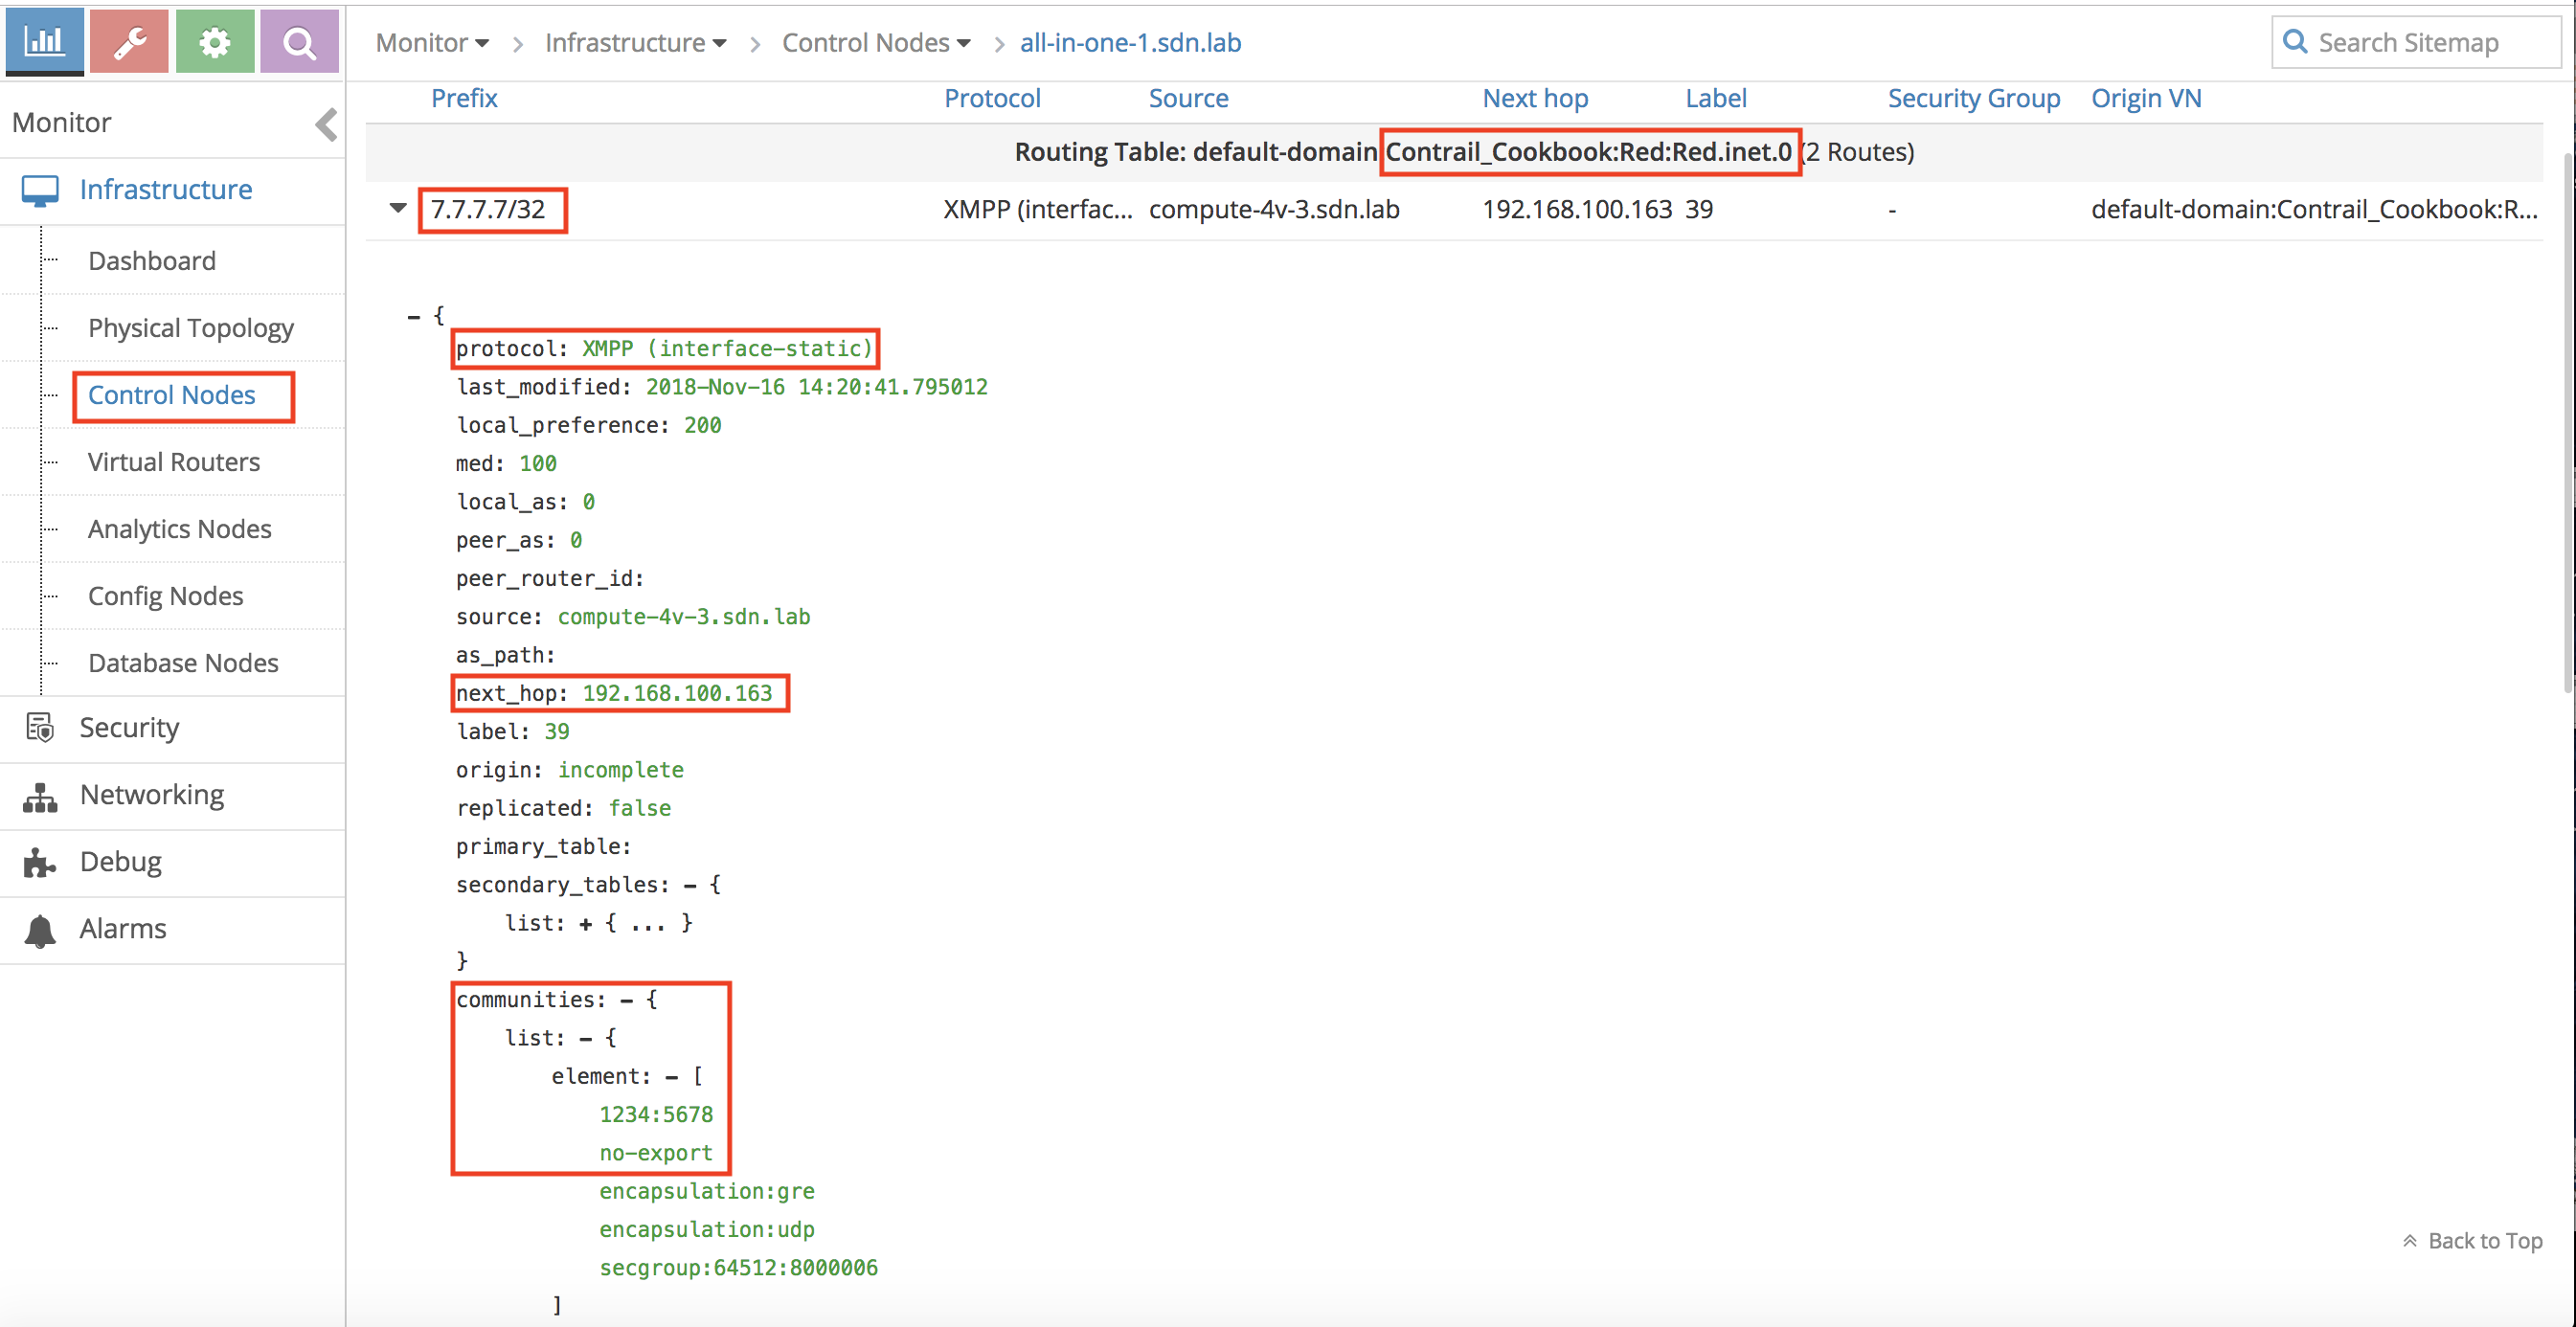 Monitor Infrastructure Control Nodes all-in-one-1.sdn.lab Search Sitemap
Monitor
Infrastructure
Dashboard
Physical Topology
Control Nodes
Virtual Routers
Analytics Nodes
Config Nodes
Database Nodes
Security
Networking
Debug
Alarms
Prefix Protocol Source Next hop Label Security Group Origin VN
Routing Table: default-domain Contrail_Cookbook:Red:Red.inet.0 (2 Routes)
7.7.7.7/32 XMPP (interfac... compute-4v-3.sdn.lab 192.168.100.163 39 - default-domain:Contrail_Cookbook:R...
− {
protocol: XMPP (interface-static)
last_modified: 2018-Nov-16 14:20:41.795012
local_preference: 200
med: 100
local_as: 0
peer_as: 0
peer_router_id:
source: compute-4v-3.sdn.lab
as_path:
next_hop: 192.168.100.163
label: 39
origin: incomplete
replicated: false
primary_table:
secondary_tables: − {
list: + { ... }
}
communities: − {
list: − {
element: − [
1234:5678
no-export
encapsulation:gre
encapsulation:udp
secgroup:64512:8000006
]
Back to Top